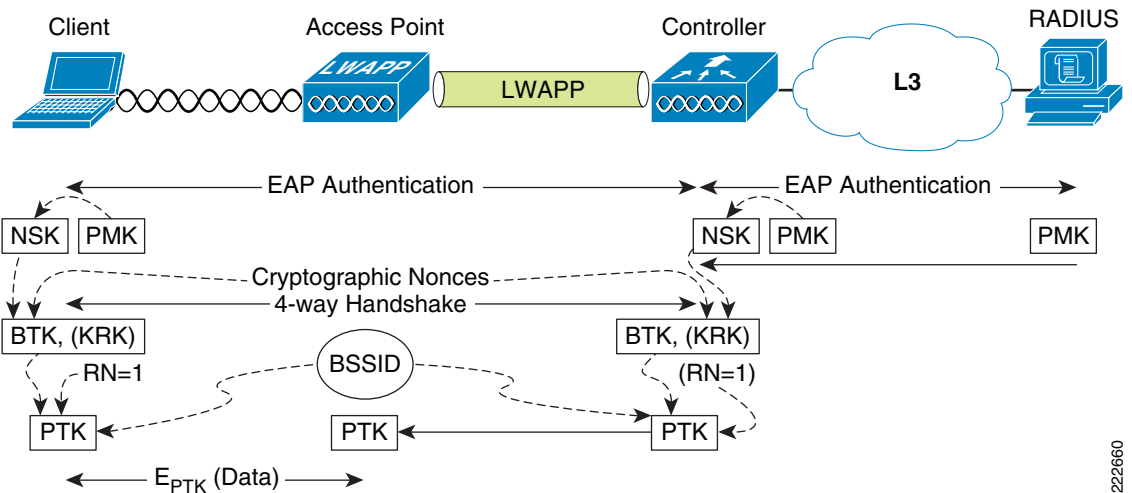 Client
Access Point
Controller
RADIUS
LWAPP
LWAPP
L3
EAP Authentication
EAP Authentication
NSK
PMK
NSK
PMK
PMK
Cryptographic Nonces
4-way Handshake
BTK, (KRK)
BTK, (KRK)
BSSID
RN=1
(RN=1)
PTK
PTK
PTK
EPTK (Data)
222660